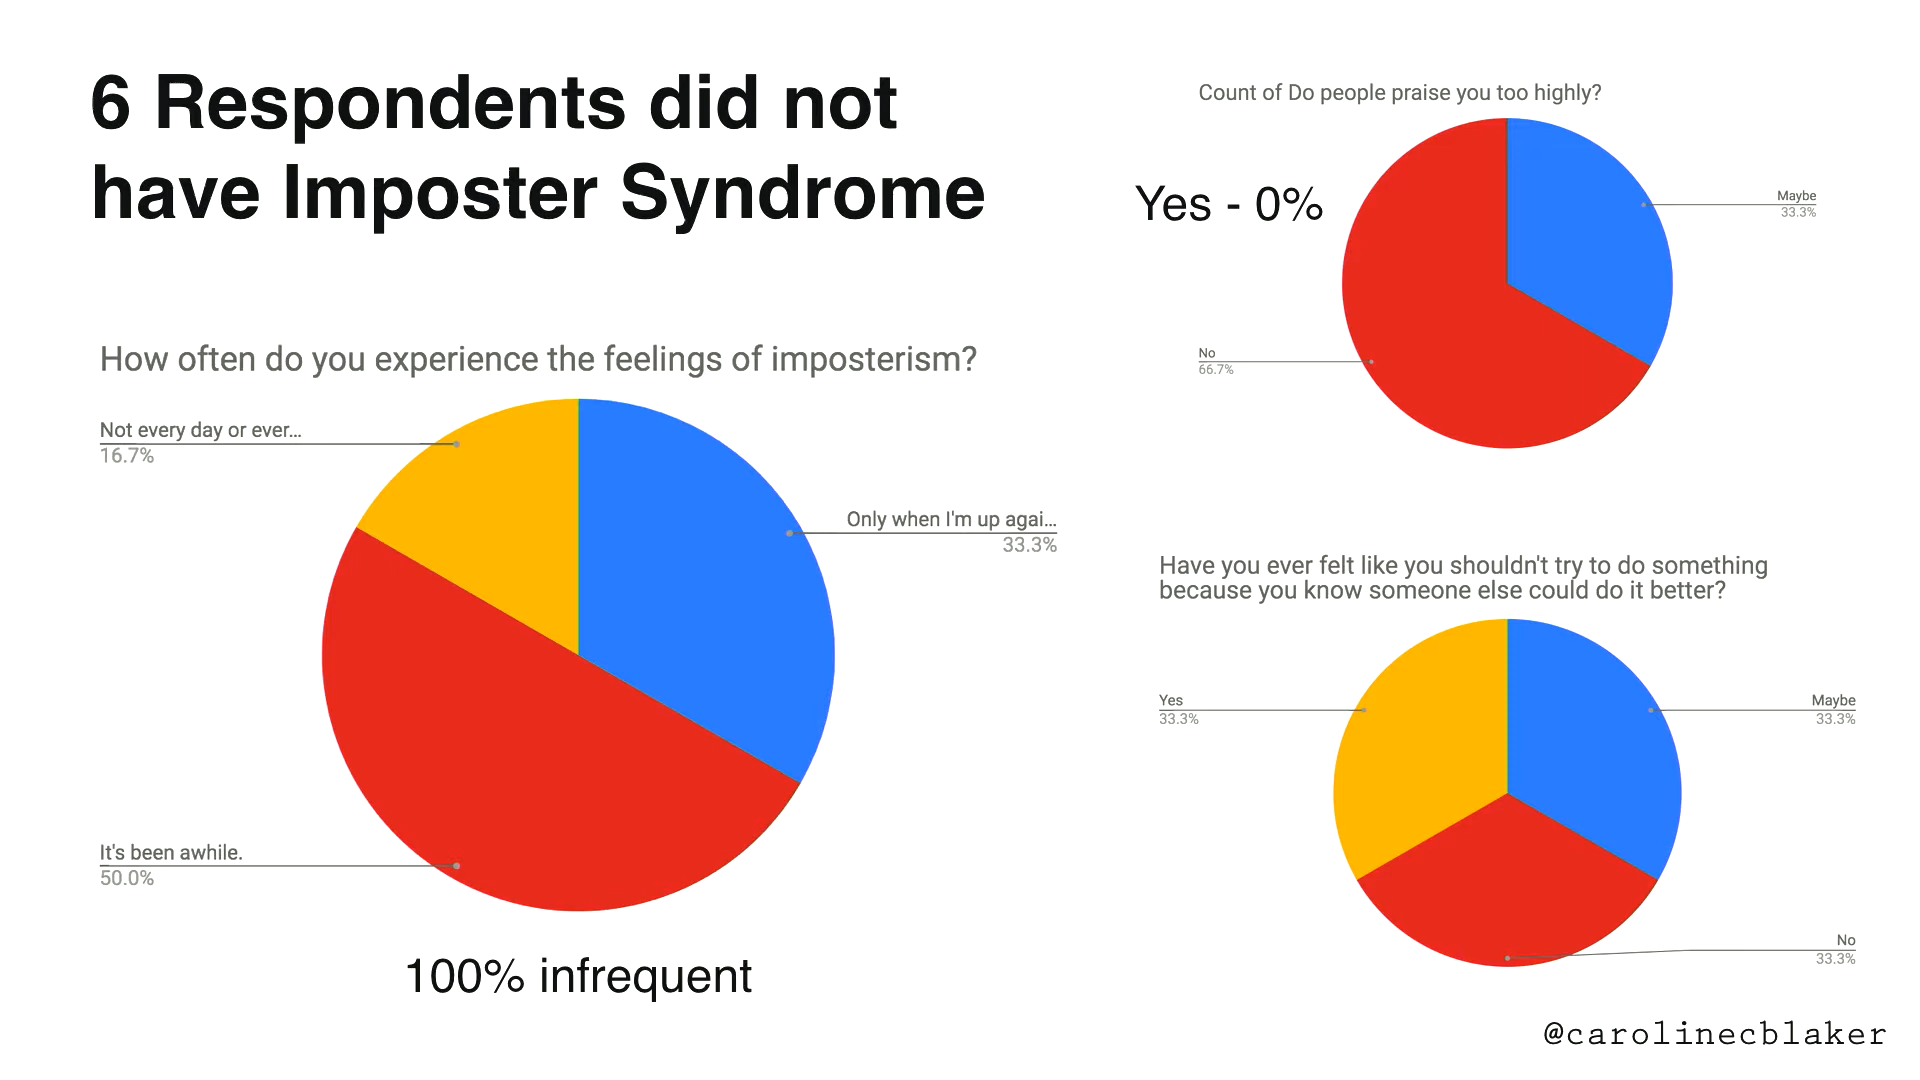 6 Respondents did not
have Imposter Syndrome
How often do you experience the feelings of imposterism?
Not every day or ever...
16.7%
Only when I'm up agai...
33.3%
It's been awhile.
50.0%
100% infrequent
Count of Do people praise you too highly?
Yes - 0%
Maybe
33.3%
No
66.7%
Have you ever felt like you shouldn't try to do something
because you know someone else could do it better?
Yes
33.3%
Maybe
33.3%
No
33.3%
@carolinecblaker